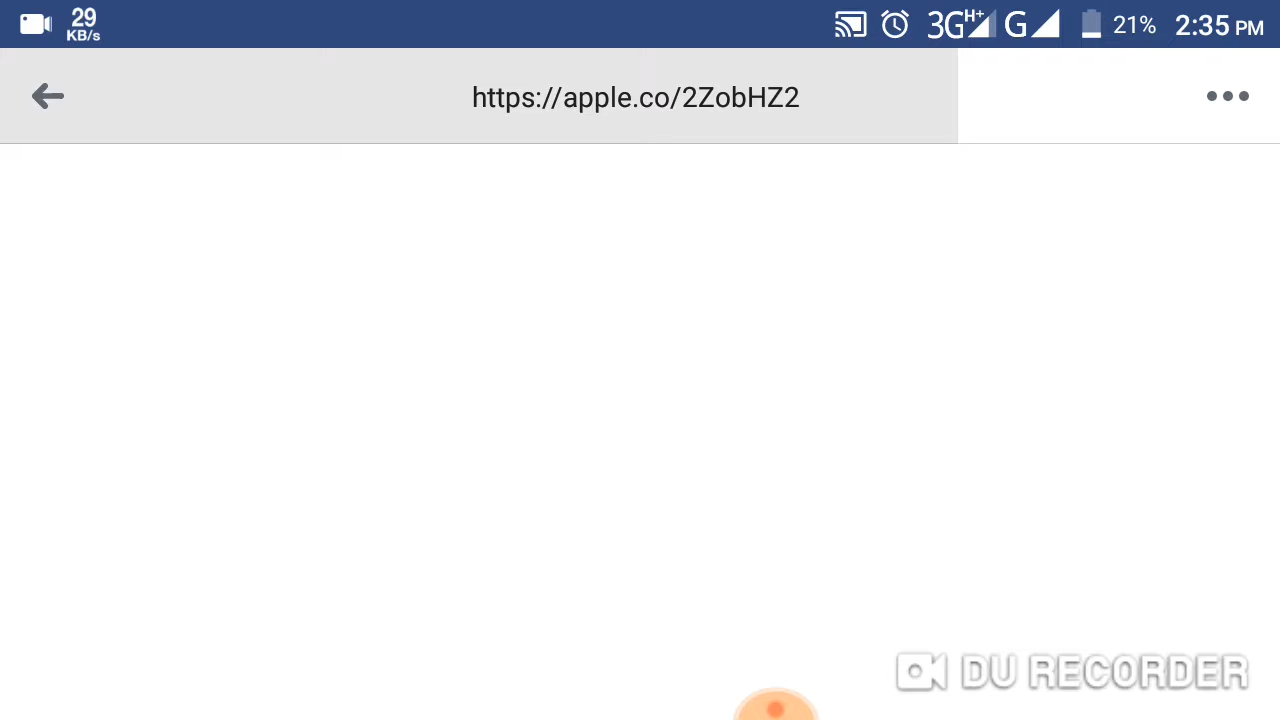 29
KB/s
3G H+ G 21% 2:35 PM
https://apple.co/2ZobHZ2
DU RECORDER